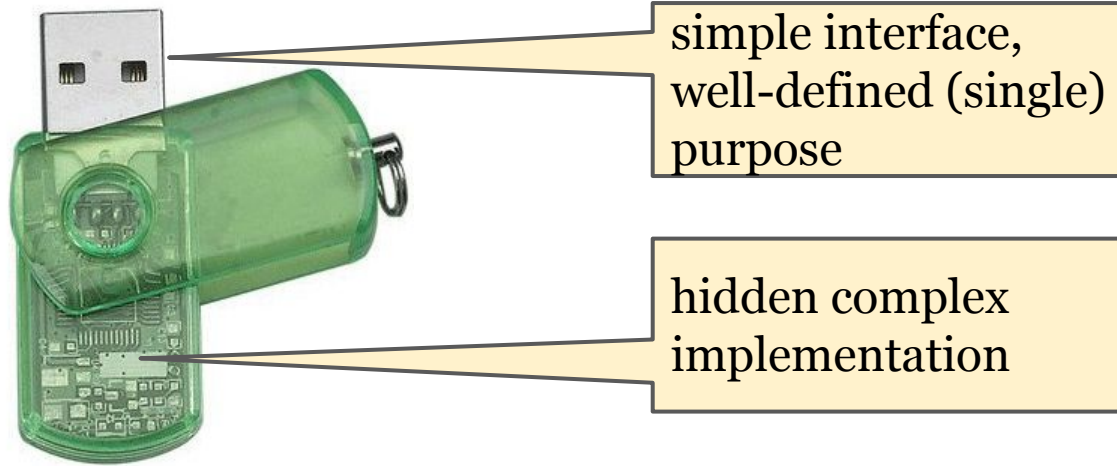 simple interface,
well-defined (single)
purpose
hidden complex
implementation